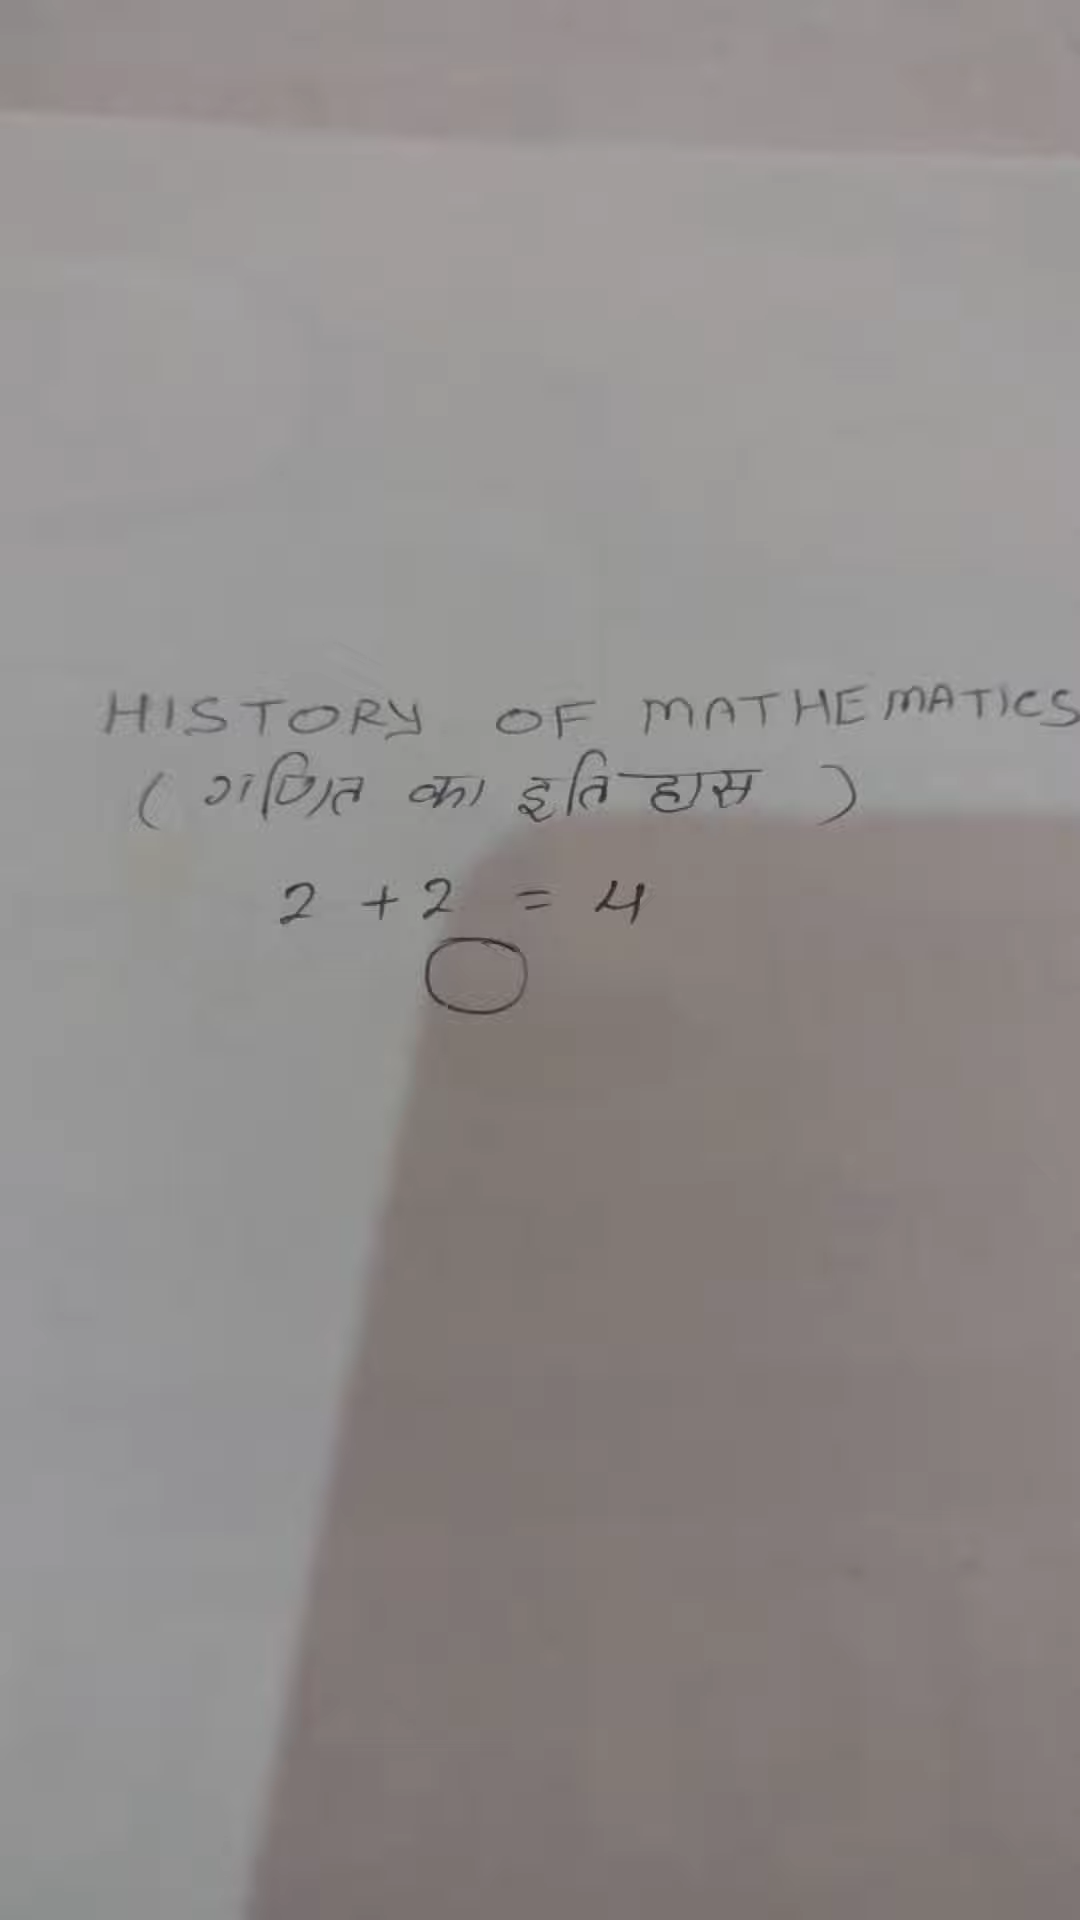 HISTORY OF MATHEMATICS
( गणित का इतिहास )
2 + 2 = 4